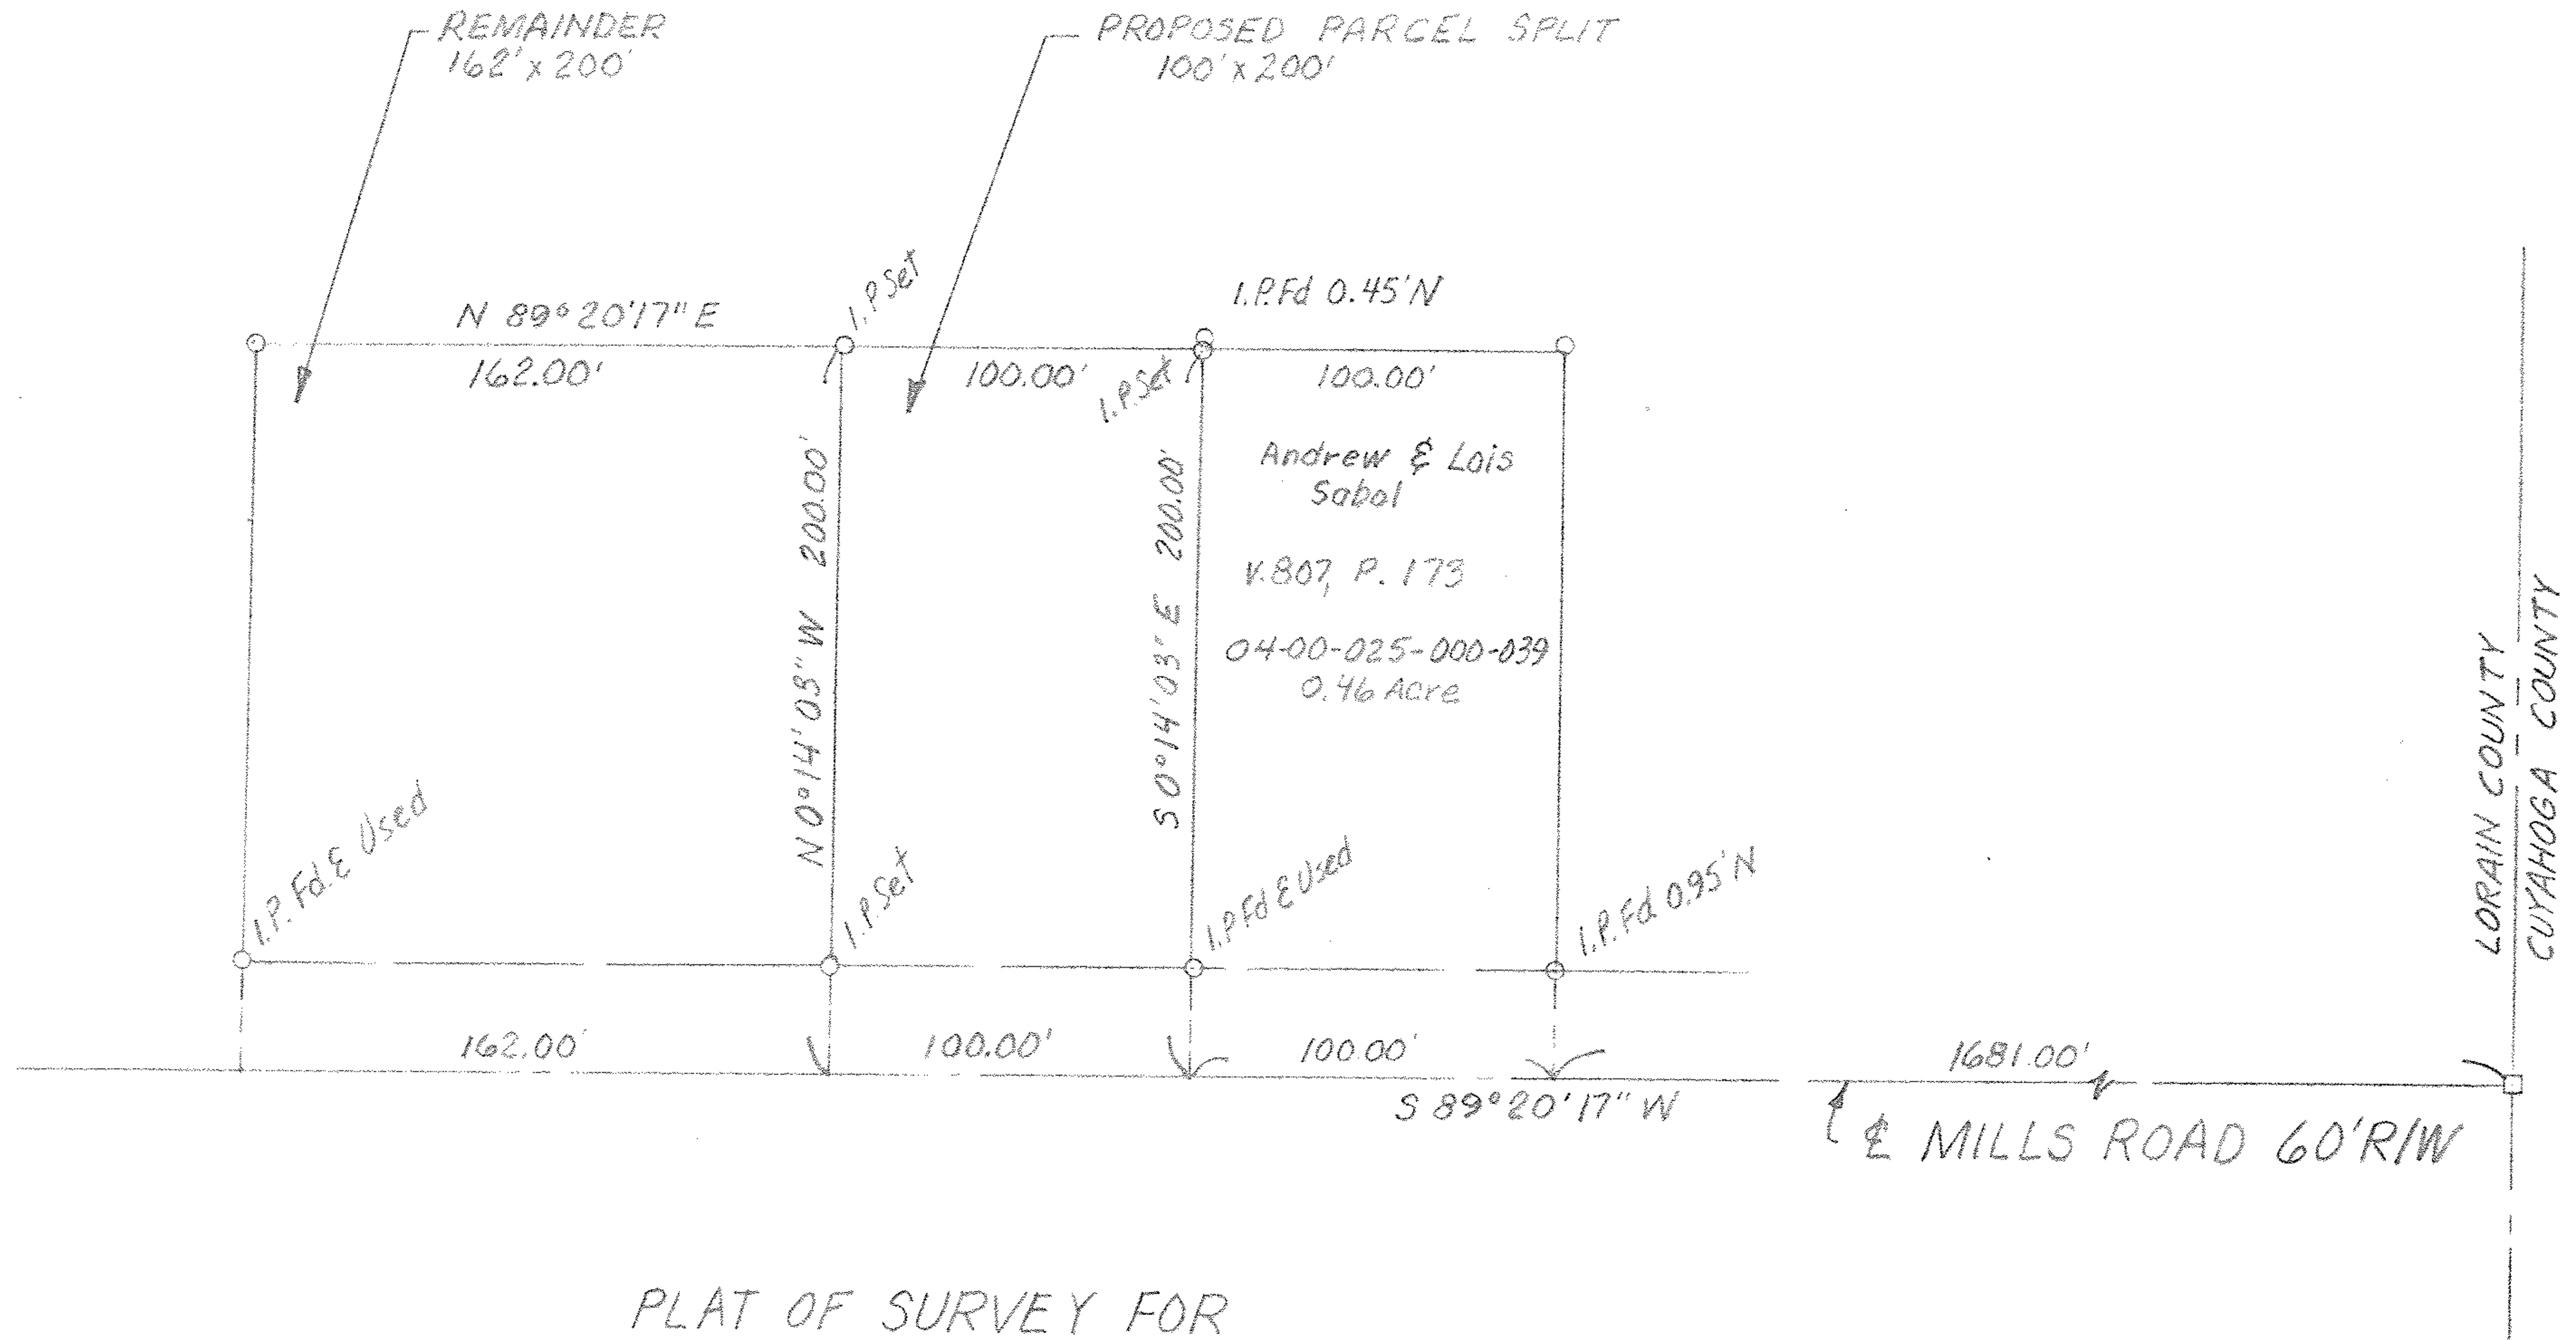 REMAINDER
162' x 200'
PROPOSED PARCEL SPLIT
100' x 200'
I.P. Set
I.P. Fd 0.45' N
N 89° 20' 17" E
162.00'
100.00'
I.P. Set
100.00'
N 0° 14' 03" W 200.00'
S 0° 14' 03" E 200.00'
Andrew & Lois
Sabol
V. 807, P. 173
04-00-025-000-039
0.46 Acre
LORAIN COUNTY
CUYAHOGA COUNTY
I.P. Fd. & Used
I.P. Set
I.P. Fd & Used
I.P. Fd. 0.95' N
162.00'
100.00'
100.00'
1681.00'
S 89° 20' 17" W
℄ MILLS ROAD 60' R/W
PLAT OF SURVEY FOR